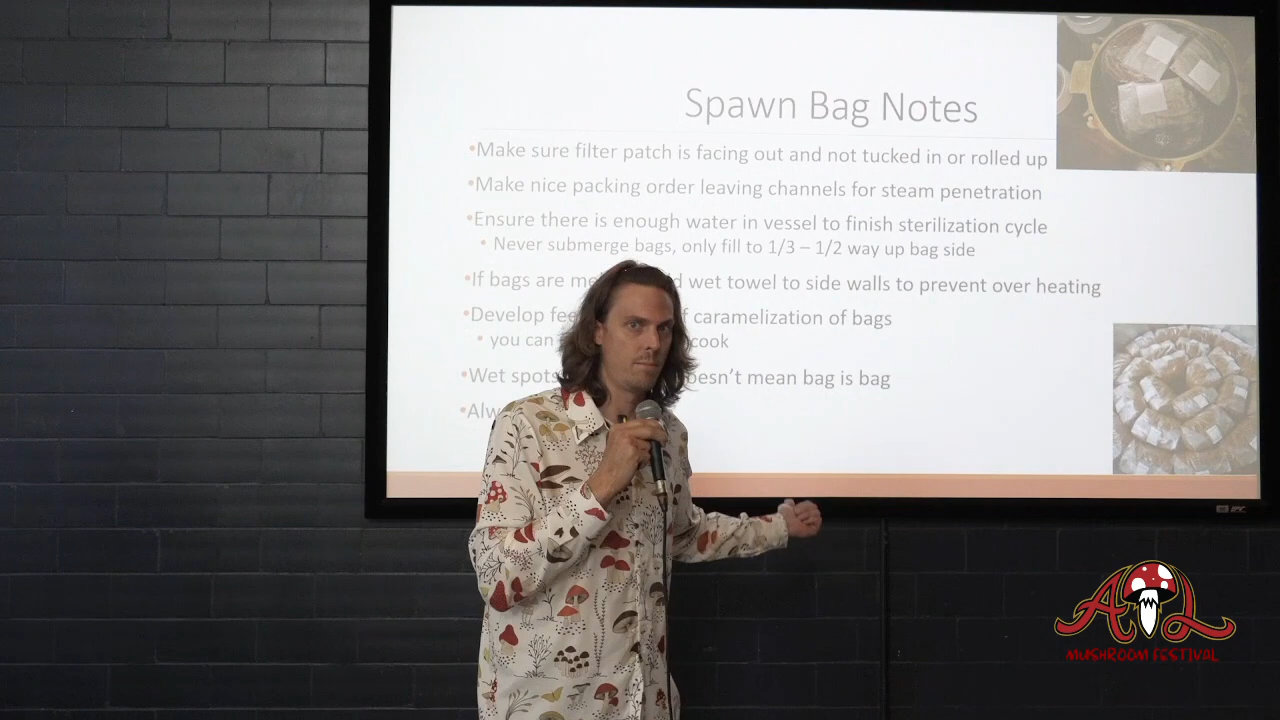 Spawn Bag Notes
•Make sure filter patch is facing out and not tucked in or rolled up
•Make nice packing order leaving channels for steam penetration
•Ensure there is enough water in vessel to finish sterilization cycle
• Never submerge bags, only fill to 1/3 – 1/2 way up bag side
•If bags are wet towel to side walls to prevent over heating
•Develop caramelization of bags
• you can cook
•Wet spots doesn't mean bag is bag
AL
MUSHROOM FESTIVAL